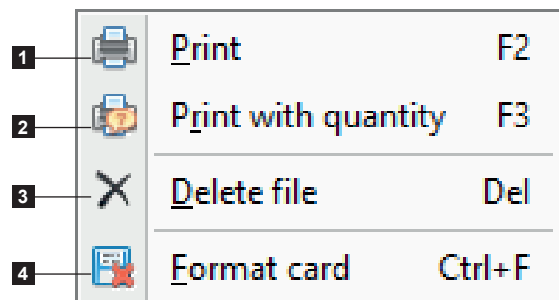 1 Print F2
2 Print with quantity F3
3 Delete file Del
4 Format card Ctrl+F